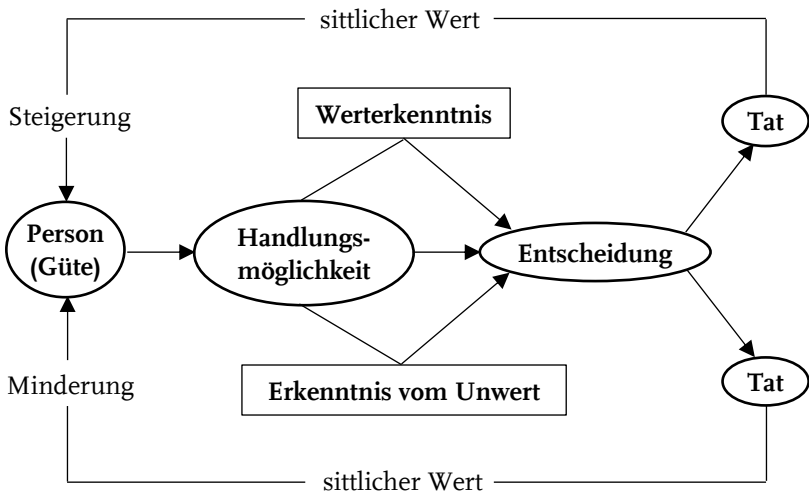 sittlicher Wert
Steigerung
Werterkenntnis
Tat
Person
(Güte)
Handlungs-
möglichkeit
Entscheidung
Minderung
Erkenntnis vom Unwert
Tat
sittlicher Wert